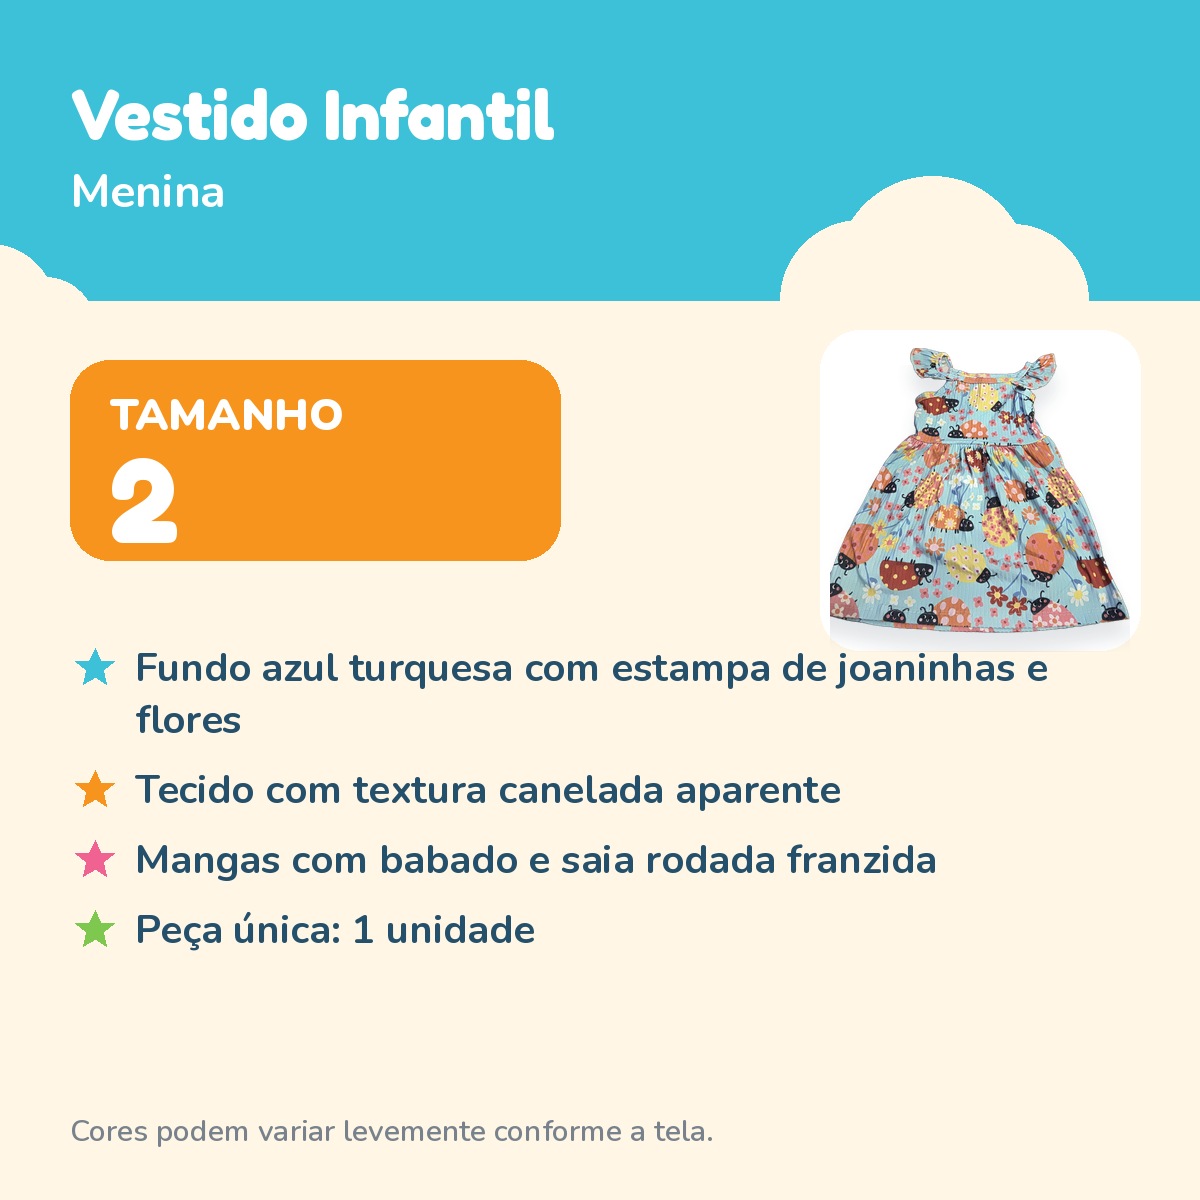 Vestido Infantil
Menina
TAMANHO
2
Fundo azul turquesa com estampa de joaninhas e
flores
Tecido com textura canelada aparente
Mangas com babado e saia rodada franzida
Peça única: 1 unidade
Cores podem variar levemente conforme a tela.